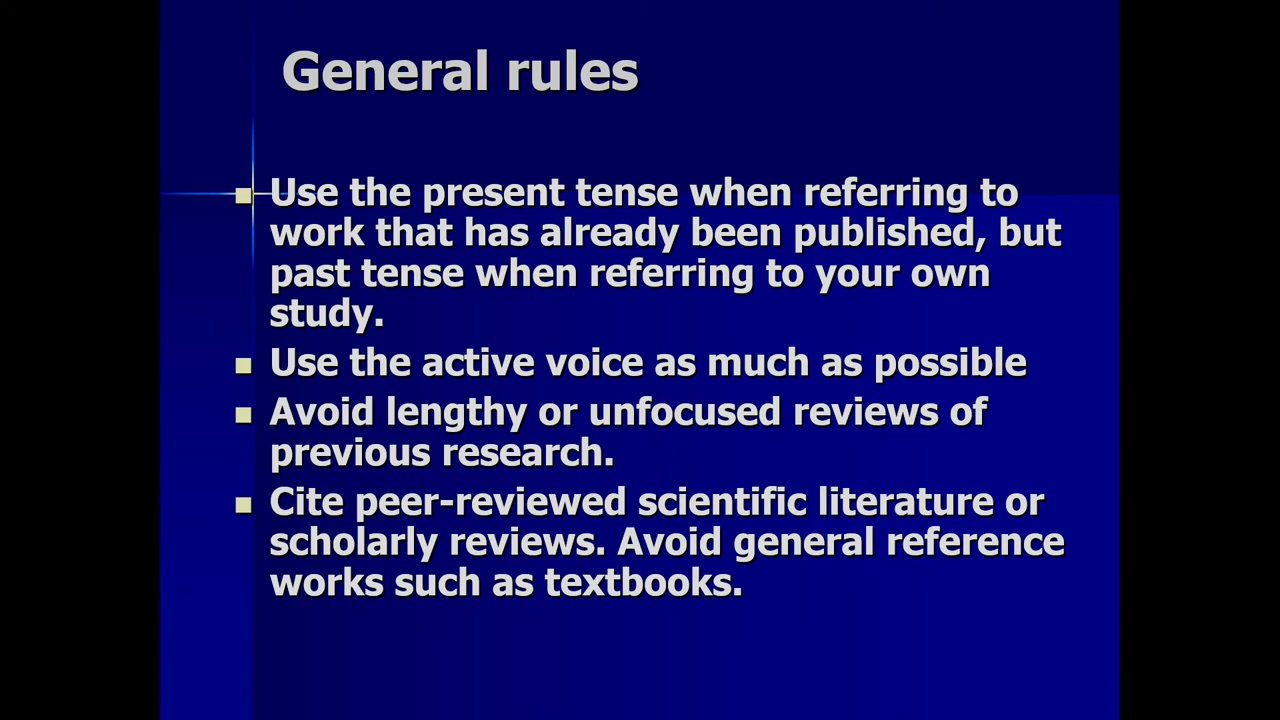 General rules
Use the present tense when referring to
work that has already been published, but
past tense when referring to your own
study.
Use the active voice as much as possible
Avoid lengthy or unfocused reviews of
previous research.
Cite peer-reviewed scientific literature or
scholarly reviews. Avoid general reference
works such as textbooks.